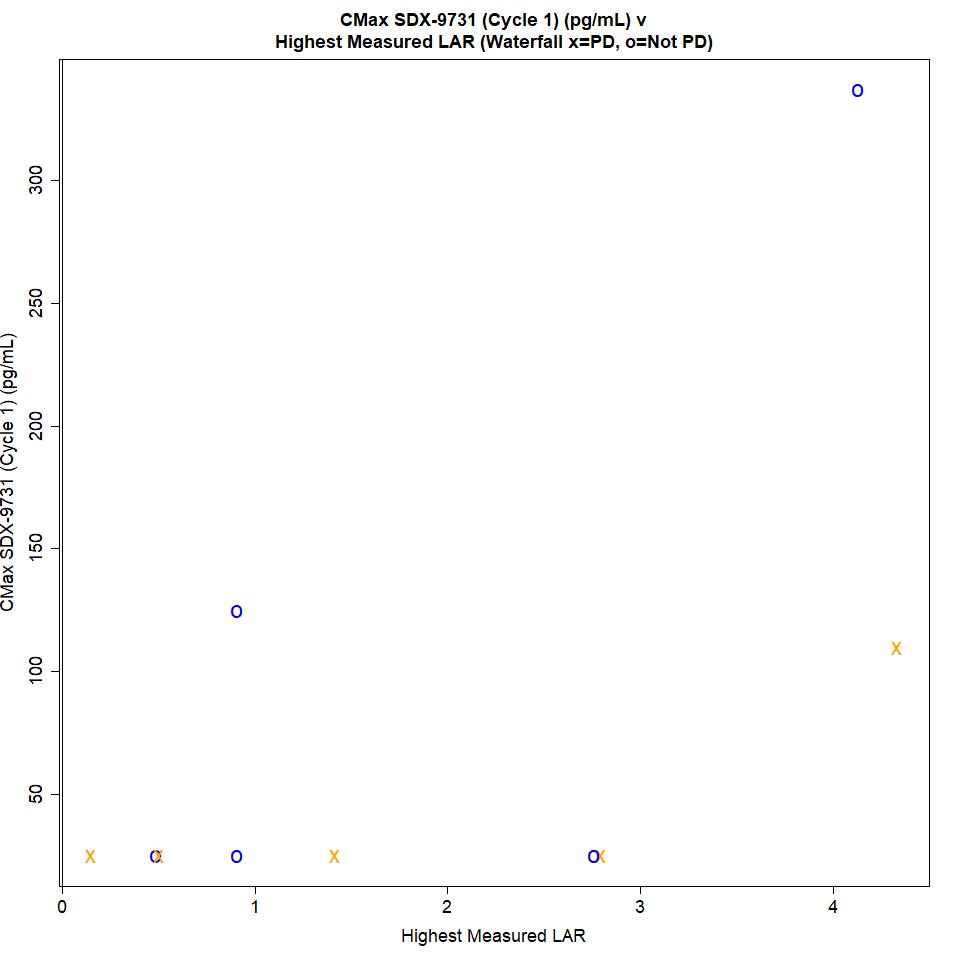 CMax SDX-9731 (Cycle 1) (pg/mL) v
Highest Measured LAR (Waterfall x=PD, o=Not PD)
CMax SDX-9731 (Cycle 1) (pg/mL)
300
250
200
150
100
50
O
O
X
X
O X
O
X
O X
0 1 2 3 4
Highest Measured LAR